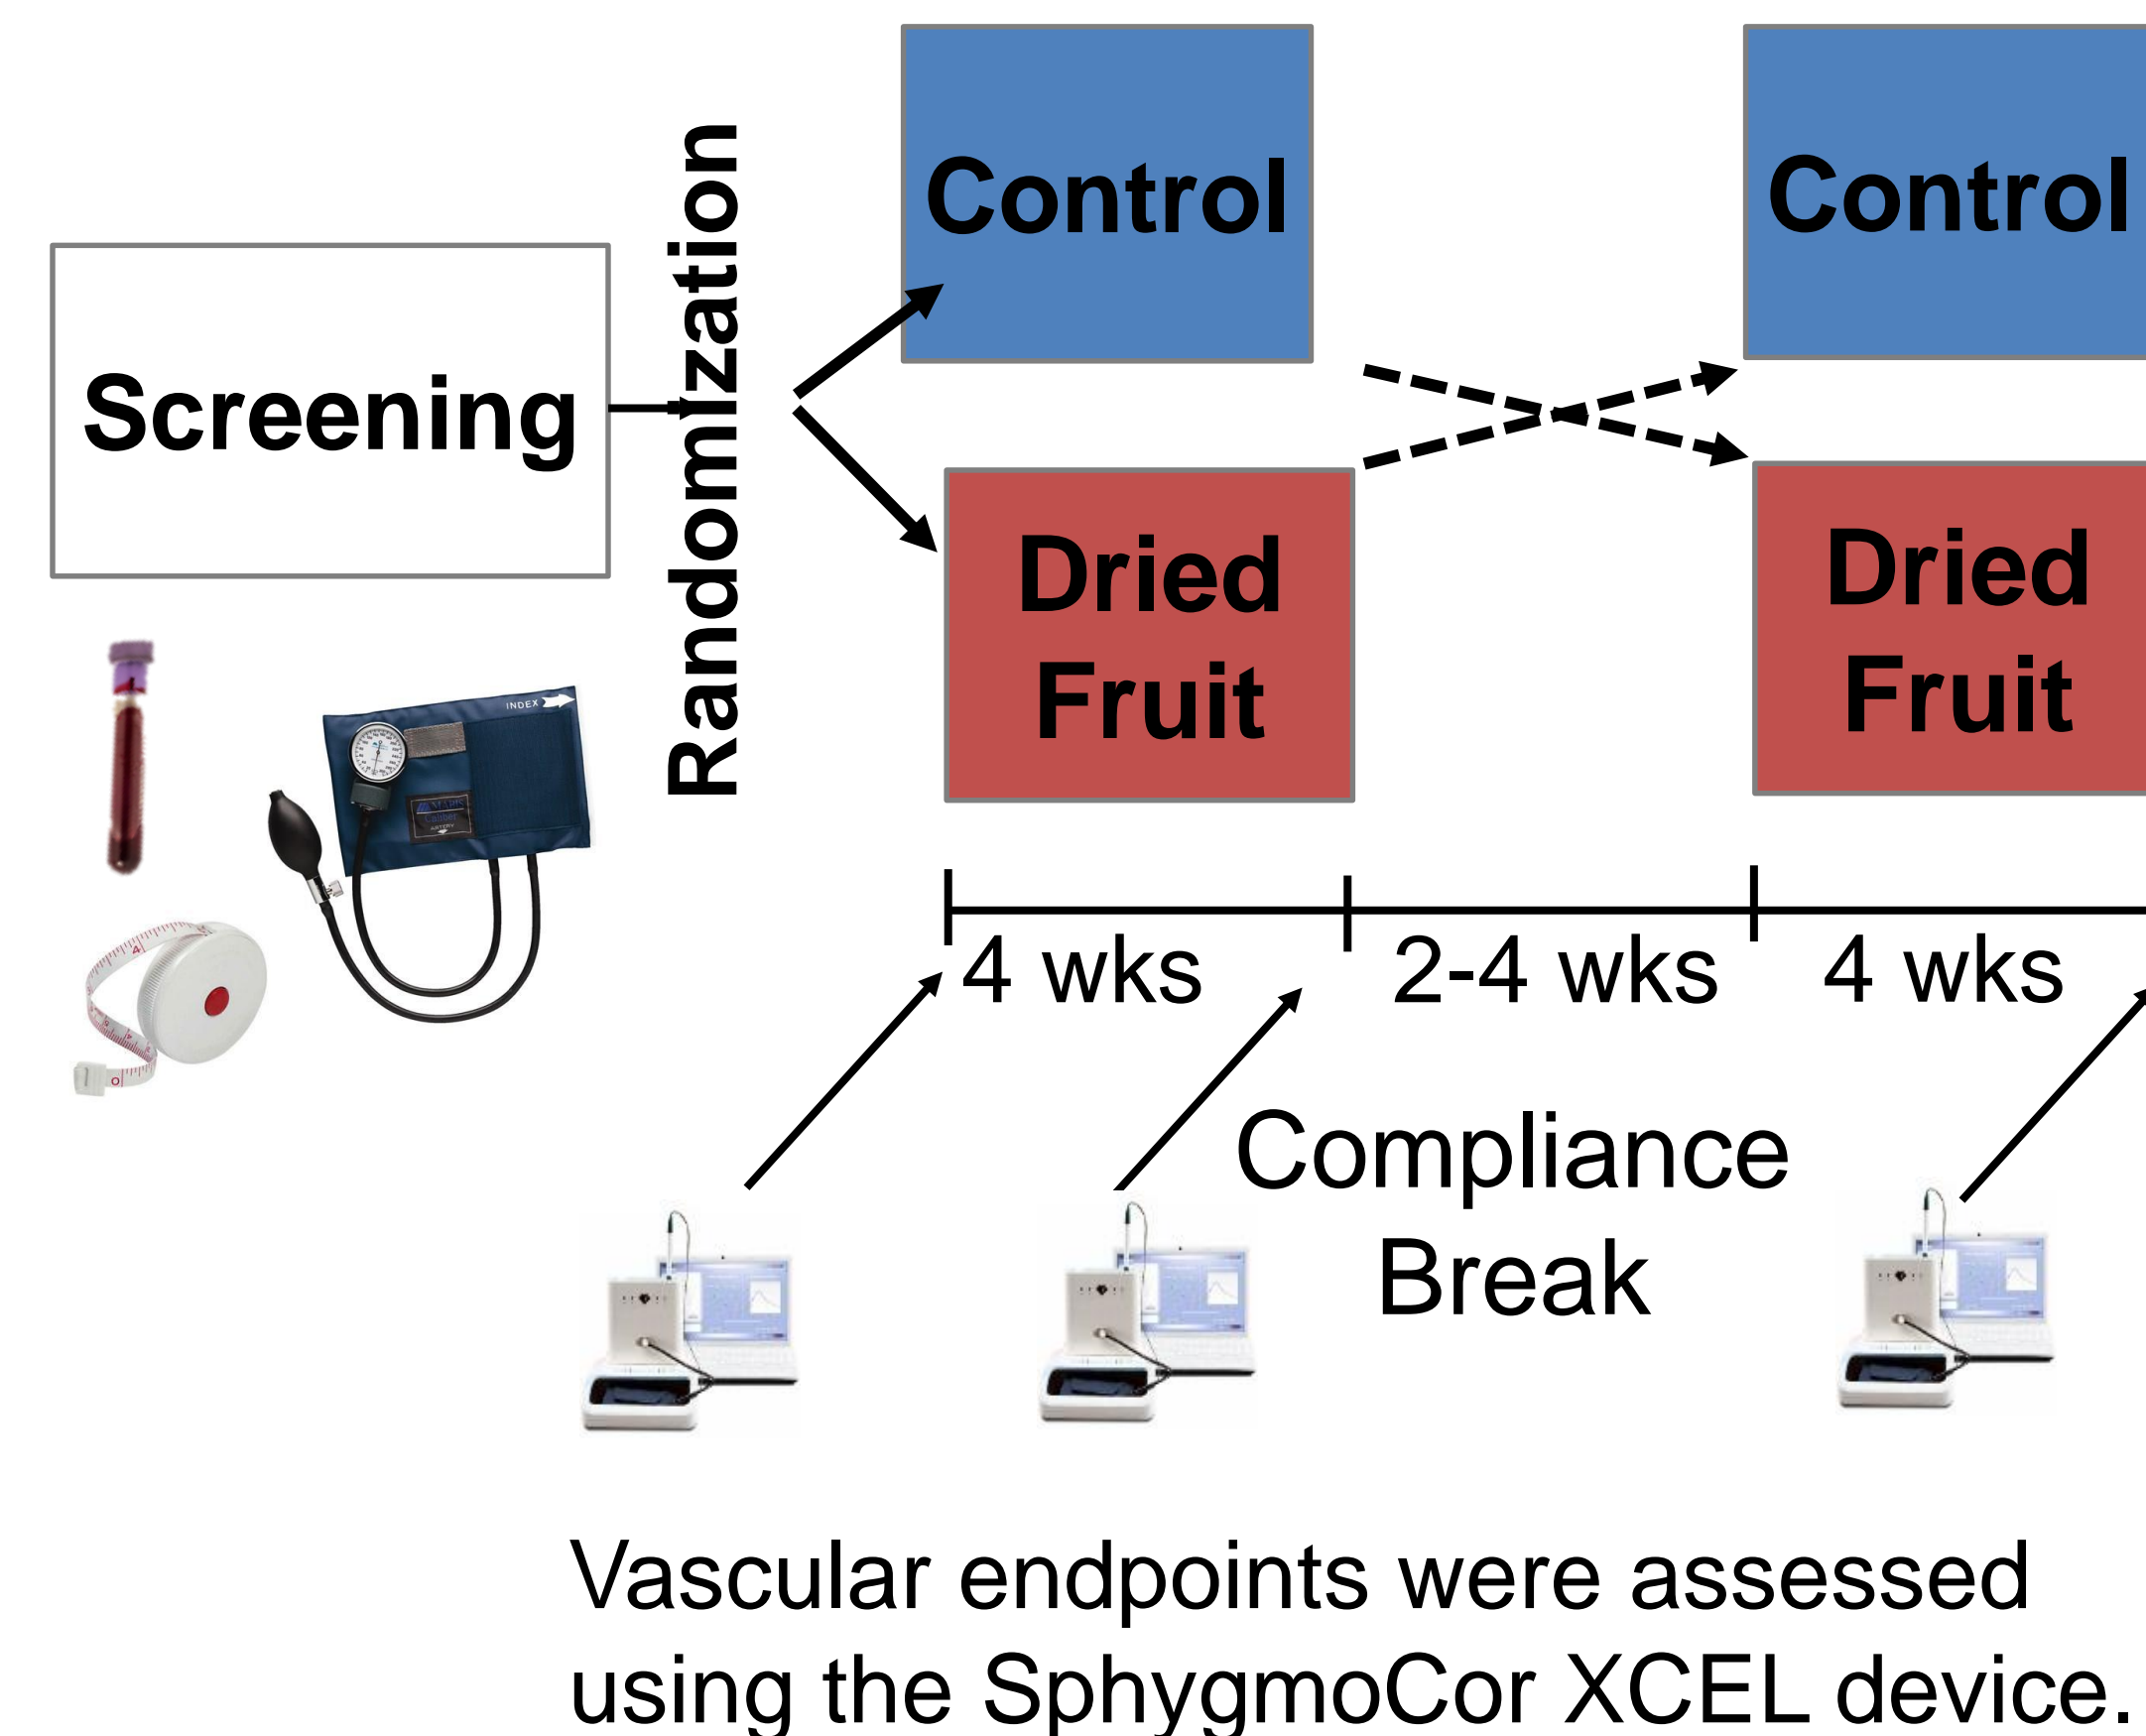 Screening
Randomization
Control
Dried
Fruit
Control
Dried
Fruit
4 wks
2-4 wks
4 wks
Compliance
Break
INDEX
Vascular endpoints were assessed
using the SphygmoCor XCEL device.